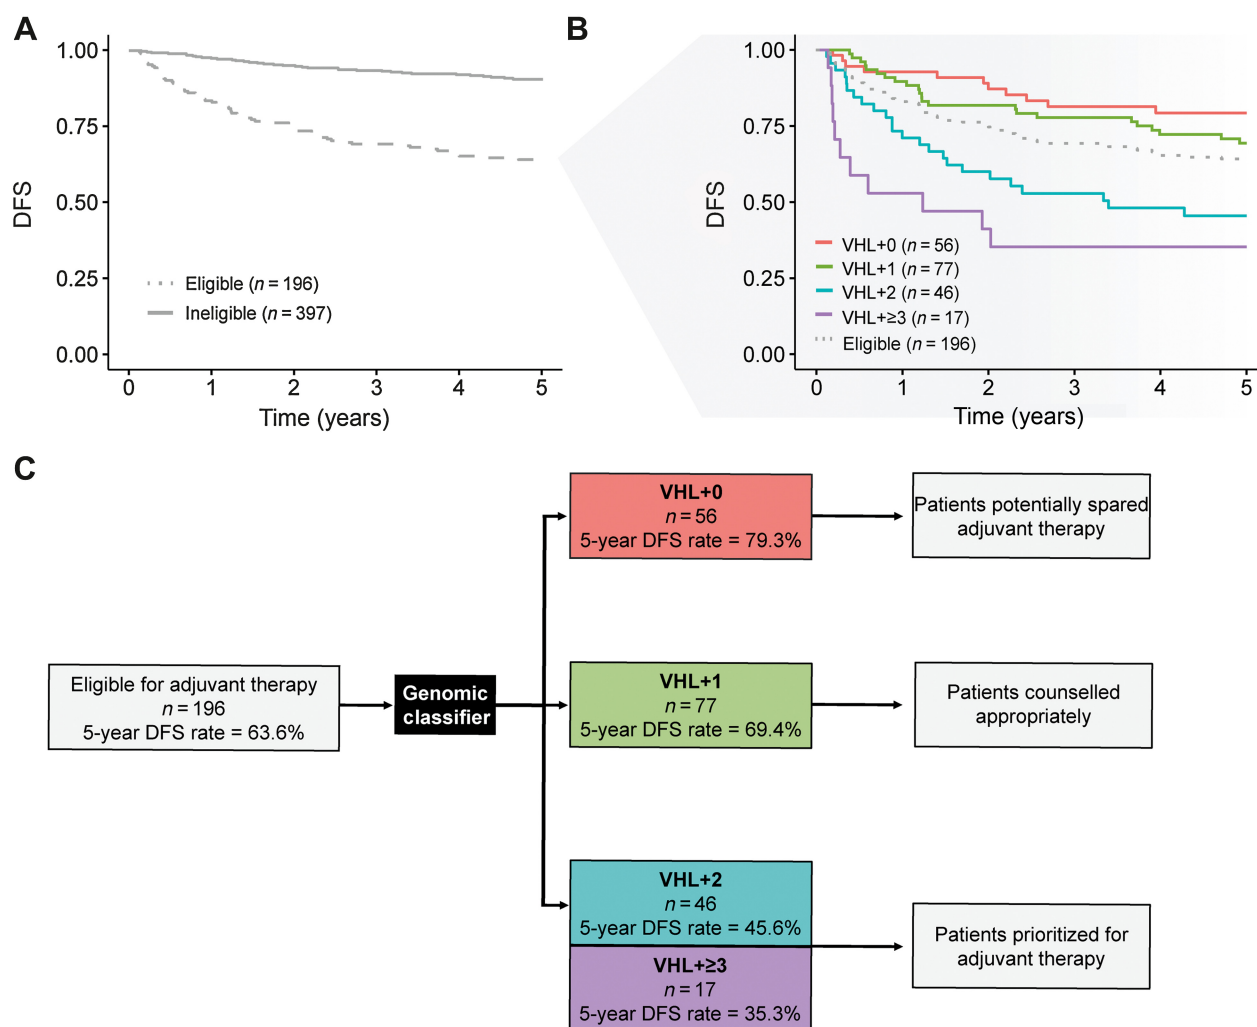 A
1.00
0.75
0.50
0.25
0.00
DFS
Eligible (n = 196)
Ineligible (n = 397)
0 1 2 3 4 5
Time (years)
B
1.00
0.75
0.50
0.25
0.00
DFS
VHL+0 (n = 56)
VHL+1 (n = 77)
VHL+2 (n = 46)
VHL+≥3 (n = 17)
Eligible (n = 196)
0 1 2 3 4 5
Time (years)
C
Eligible for adjuvant therapy
n = 196
5-year DFS rate = 63.6%
Genomic
classifier
VHL+0
n = 56
5-year DFS rate = 79.3%
Patients potentially spared
adjuvant therapy
VHL+1
n = 77
5-year DFS rate = 69.4%
Patients counselled
appropriately
VHL+2
n = 46
5-year DFS rate = 45.6%
VHL+≥3
n = 17
5-year DFS rate = 35.3%
Patients prioritized for
adjuvant therapy